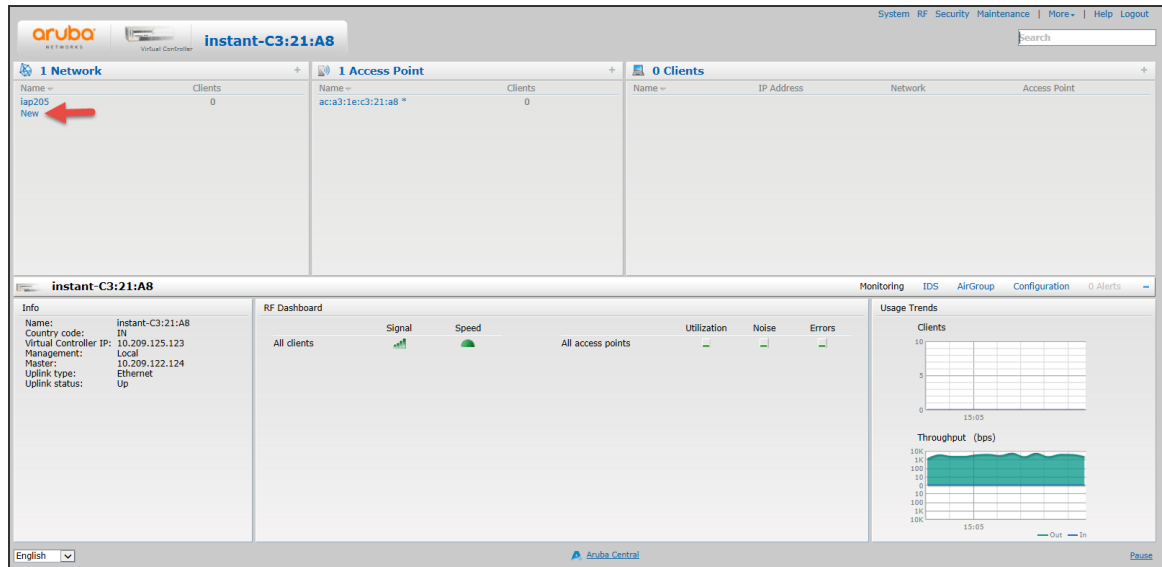 System RF Security Maintenance | More | Help Logout
aruba
NETWORKS
Virtual Controller
instant-C3:21:A8
Search
1 Network +
Name Clients
iap205 0
New
1 Access Point +
Name Clients
ac:a3:1e:c3:21:a8 * 0
0 Clients +
Name IP Address Network Access Point
instant-C3:21:A8
Monitoring IDS AirGroup Configuration 0 Alerts –
Info
Name: instant-C3:21:A8
Country code: IN
Virtual Controller IP: 10.209.125.123
Management: Local
Master: 10.209.122.124
Uplink type: Ethernet
Uplink status: Up
RF Dashboard
Signal Speed
All clients
Utilization Noise Errors
All access points
Usage Trends
Clients
10
5
0
15:05
Throughput (bps)
10K
1K
100
10
0
10
100
1K
10K
15:05
Out In
English
Aruba Central
Pause